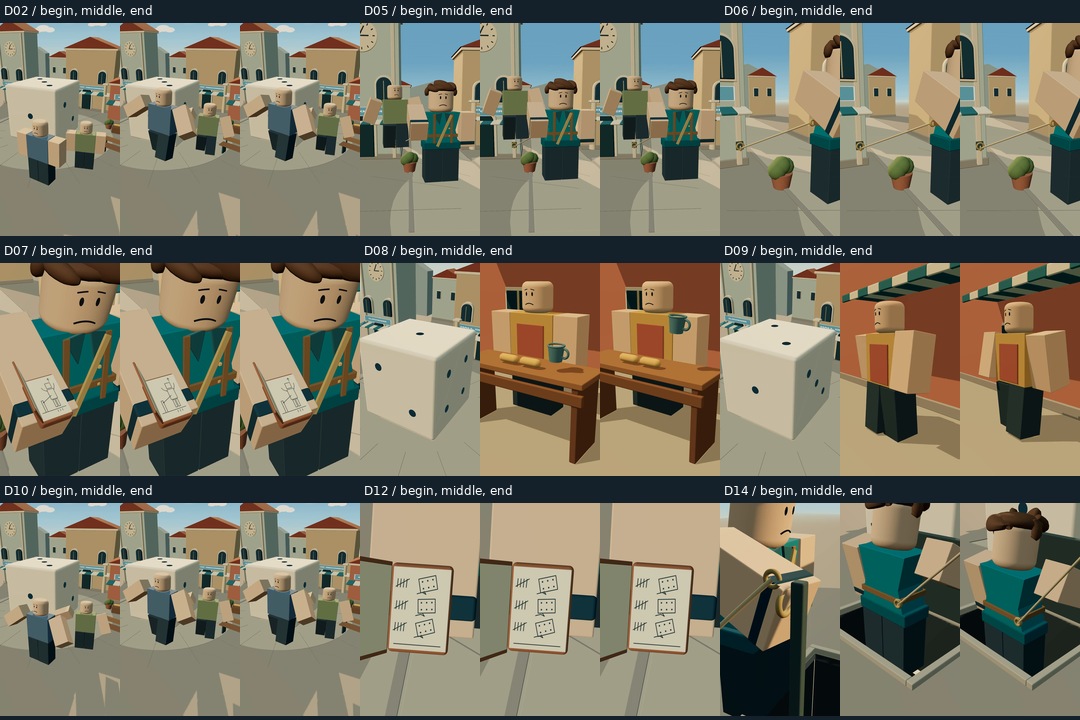 D02 / begin, middle, end
D05 / begin, middle, end
D06 / begin, middle, end
D07 / begin, middle, end
D08 / begin, middle, end
D09 / begin, middle, end
D10 / begin, middle, end
D12 / begin, middle, end
D14 / begin, middle, end